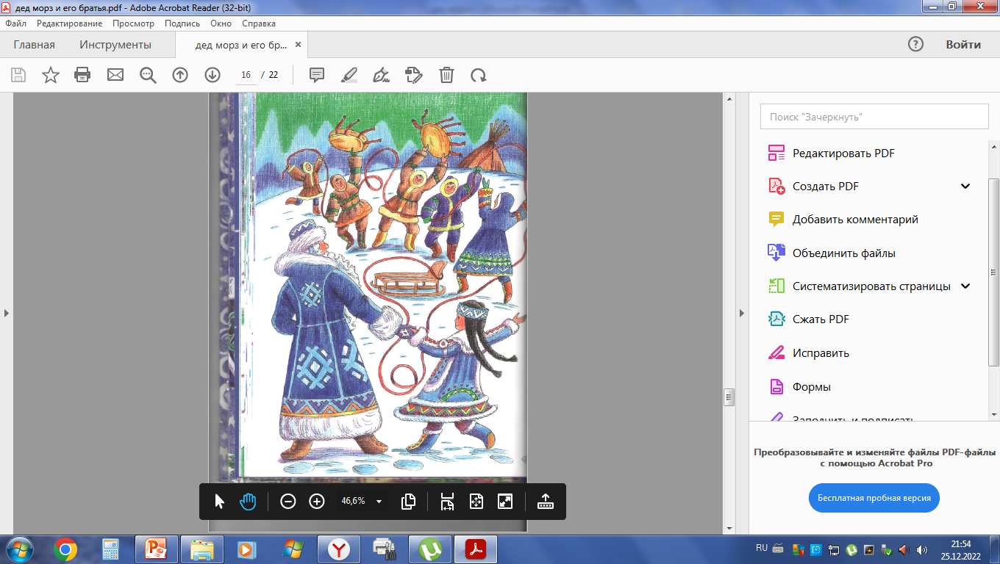 дед морз и его братья.pdf - Adobe Acrobat Reader (32-bit)
Файл Редактирование Просмотр Подпись Окно Справка
Главная Инструменты дед морз и его бр... × ? Войти
16 / 22
Поиск "Зачеркнуть"
Редактировать PDF
Создать PDF
Добавить комментарий
Объединить файлы
Систематизировать страницы
Сжать PDF
Исправить
Формы
Заполнить и подписать
Преобразовывайте и изменяйте файлы PDF-файлы
с помощью Acrobat Pro
Бесплатная пробная версия
46,6%
RU
21:54
25.12.2022